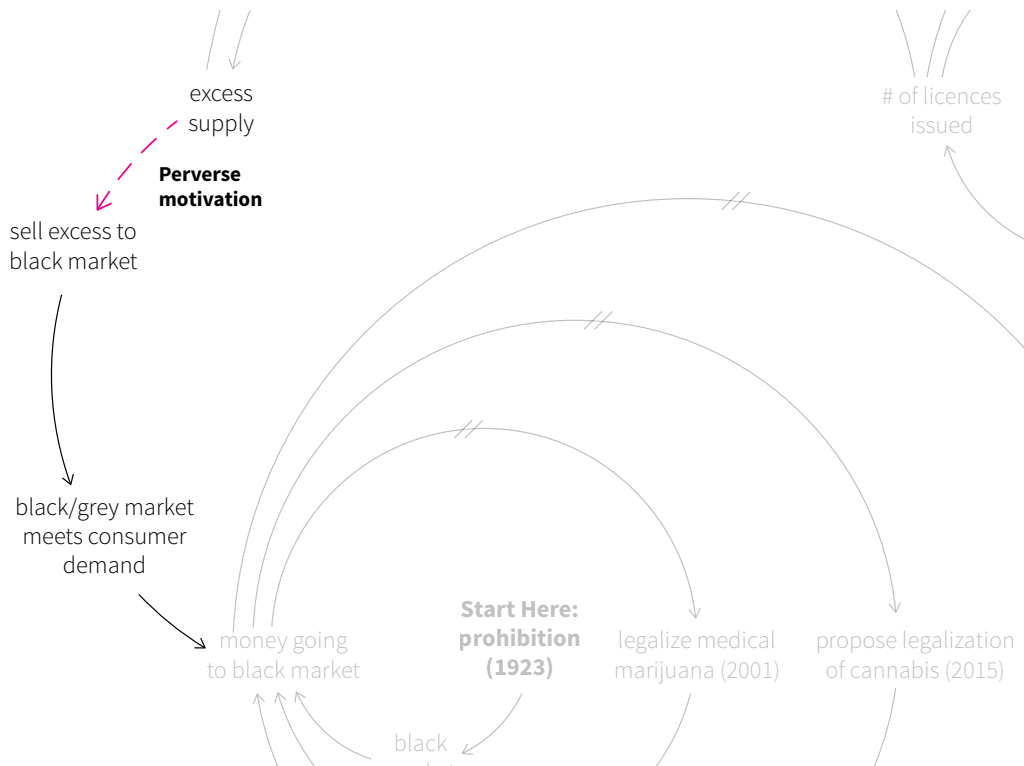 excess
supply
# of licences
issued
Perverse
motivation
sell excess to
black market
black/grey market
meets consumer
demand
money going
to black market
Start Here:
prohibition
(1923)
legalize medical
marijuana (2001)
propose legalization
of cannabis (2015)
black